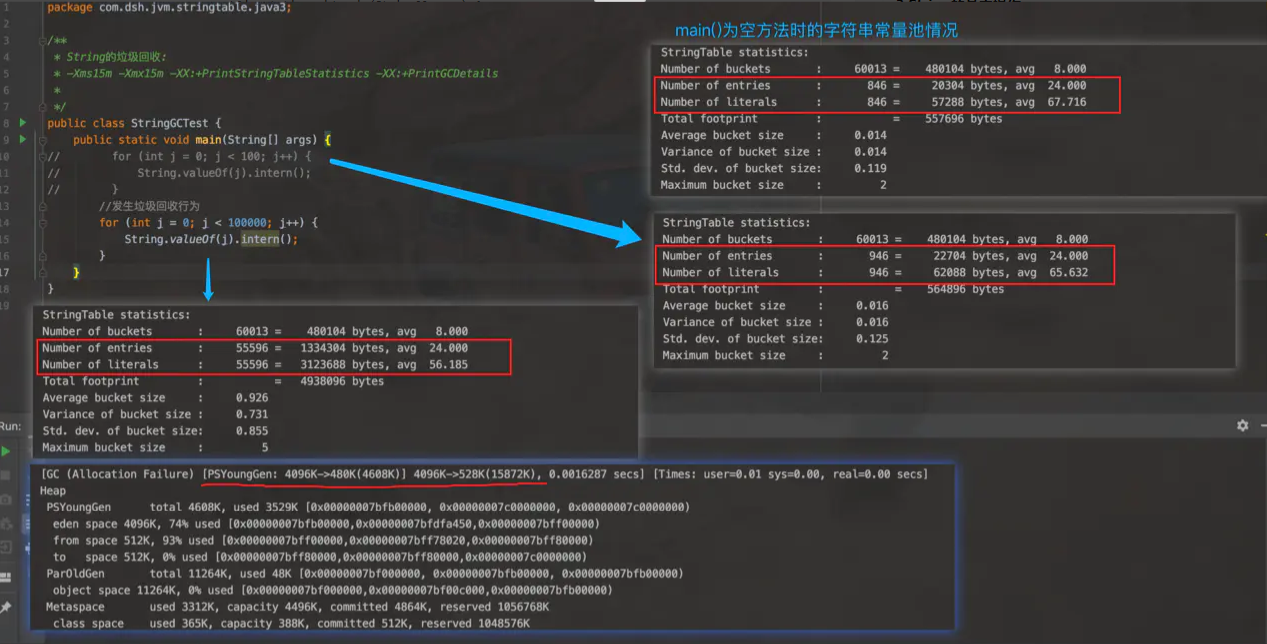 package com.dsh.jvm.stringtable.java3;
/**
* String的垃圾回收:
* -Xms15m -Xmx15m -XX:+PrintStringTableStatistics -XX:+PrintGCDetails
*
*/
public class StringGCTest {
public static void main(String[] args) {
// for (int j = 0; j < 100; j++) {
// String.valueOf(j).intern();
// }
//发生垃圾回收行为
for (int j = 0; j < 100000; j++) {
String.valueOf(j).intern();
}
}
}
main()为空方法时的字符串常量池情况
StringTable statistics:
Number of buckets : 60013 = 480104 bytes, avg 8.000
Number of entries : 846 = 20304 bytes, avg 24.000
Number of literals : 846 = 57288 bytes, avg 67.716
Total footprint : = 557696 bytes
Average bucket size : 0.014
Variance of bucket size : 0.014
Std. dev. of bucket size: 0.119
Maximum bucket size : 2
StringTable statistics:
Number of buckets : 60013 = 480104 bytes, avg 8.000
Number of entries : 946 = 22704 bytes, avg 24.000
Number of literals : 946 = 62088 bytes, avg 65.632
Total footprint : = 564896 bytes
Average bucket size : 0.016
Variance of bucket size : 0.016
Std. dev. of bucket size: 0.125
Maximum bucket size : 2
StringTable statistics:
Number of buckets : 60013 = 480104 bytes, avg 8.000
Number of entries : 55596 = 1334304 bytes, avg 24.000
Number of literals : 55596 = 3123688 bytes, avg 56.185
Total footprint : = 4938096 bytes
Average bucket size : 0.926
Variance of bucket size : 0.731
Std. dev. of bucket size: 0.855
Maximum bucket size : 5
Run:
[GC (Allocation Failure) [PSYoungGen: 4096K->480K(4608K)] 4096K->528K(15872K), 0.0016287 secs] [Times: user=0.01 sys=0.00, real=0.00 secs]
Heap
PSYoungGen total 4608K, used 3529K [0x00000007bfb00000, 0x00000007c0000000, 0x00000007c0000000)
eden space 4096K, 74% used [0x00000007bfb00000,0x00000007bfdfa450,0x00000007bff00000)
from space 512K, 93% used [0x00000007bff00000,0x00000007bff78020,0x00000007bff80000)
to space 512K, 0% used [0x00000007bff80000,0x00000007bff80000,0x00000007c0000000)
ParOldGen total 11264K, used 48K [0x00000007bf000000, 0x00000007bfb00000, 0x00000007bfb00000)
object space 11264K, 0% used [0x00000007bf000000,0x00000007bf00c000,0x00000007bfb00000)
Metaspace used 3312K, capacity 4496K, committed 4864K, reserved 1056768K
class space used 365K, capacity 388K, committed 512K, reserved 1048576K